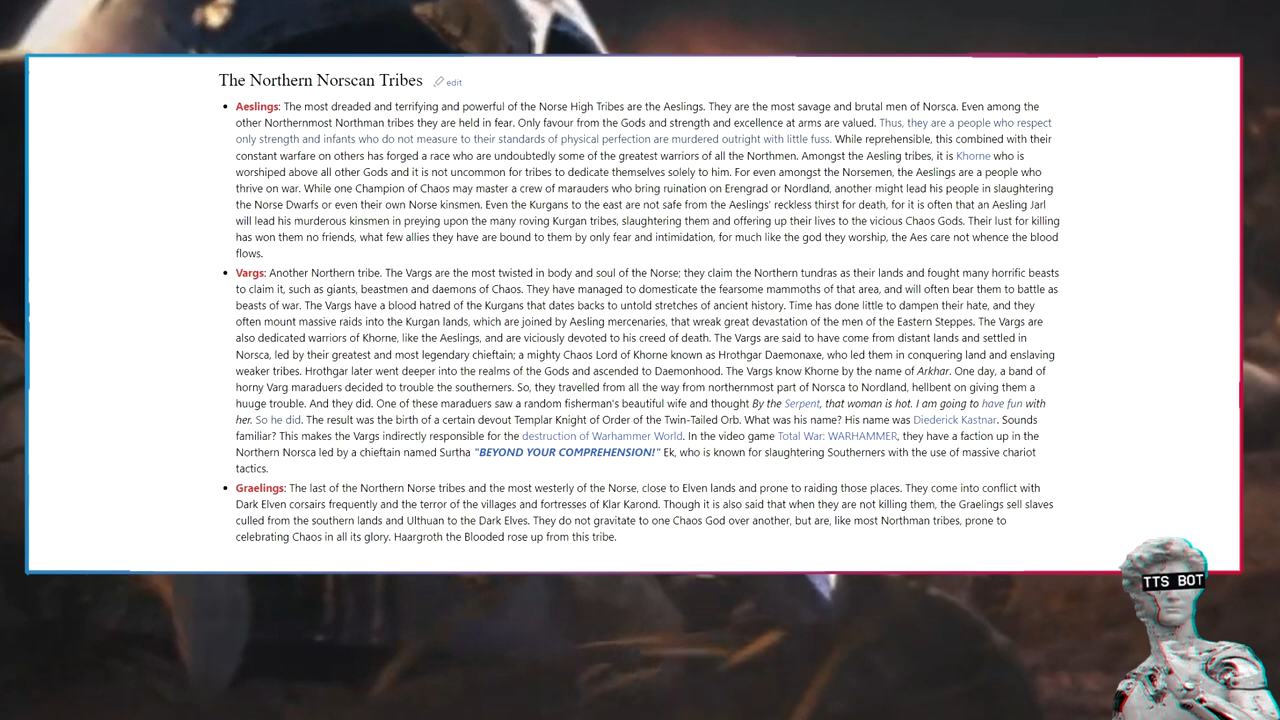 The Northern Norscan Tribes edit
Aeslings: The most dreaded and terrifying and powerful of the Norse High Tribes are the Aeslings. They are the most savage and brutal men of Norsca. Even among the
other Northernmost Northman tribes they are held in fear. Only favour from the Gods and strength and excellence at arms are valued. Thus, they are a people who respect
only strength and infants who do not measure to their standards of physical perfection are murdered outright with little fuss. While reprehensible, this combined with their
constant warfare on others has forged a race who are undoubtedly some of the greatest warriors of all the Northmen. Amongst the Aesling tribes, it is Khorne who is
worshiped above all other Gods and it is not uncommon for tribes to dedicate themselves solely to him. For even amongst the Norsemen, the Aeslings are a people who
thrive on war. While one Champion of Chaos may master a crew of marauders who bring ruination on Erengrad or Nordland, another might lead his people in slaughtering
the Norse Dwarfs or even their own Norse kinsmen. Even the Kurgans to the east are not safe from the Aeslings' reckless thirst for death, for it is often that an Aesling Jarl
will lead his murderous kinsmen in preying upon the many roving Kurgan tribes, slaughtering them and offering up their lives to the vicious Chaos Gods. Their lust for killing
has won them no friends, what few allies they have are bound to them by only fear and intimidation, for much like the god they worship, the Aes care not whence the blood
flows.
Vargs: Another Northern tribe. The Vargs are the most twisted in body and soul of the Norse; they claim the Northern tundras as their lands and fought many horrific beasts
to claim it, such as giants, beastmen and daemons of Chaos. They have managed to domesticate the fearsome mammoths of that area, and will often bear them to battle as
beasts of war. The Vargs have a blood hatred of the Kurgans that dates backs to untold stretches of ancient history. Time has done little to dampen their hate, and they
often mount massive raids into the Kurgan lands, which are joined by Aesling mercenaries, that wreak great devastation of the men of the Eastern Steppes. The Vargs are
also dedicated warriors of Khorne, like the Aeslings, and are viciously devoted to his creed of death. The Vargs are said to have come from distant lands and settled in
Norsca, led by their greatest and most legendary chieftain; a mighty Chaos Lord of Khorne known as Hrothgar Daemonaxe, who led them in conquering land and enslaving
weaker tribes. Hrothgar later went deeper into the realms of the Gods and ascended to Daemonhood. The Vargs know Khorne by the name of Arkhar. One day, a band of
horny Varg maraduers decided to trouble the southerners. So, they travelled from all the way from northernmost part of Norsca to Nordland, hellbent on giving them a
huuge trouble. And they did. One of these maraduers saw a random fisherman's beautiful wife and thought By the Serpent, that woman is hot. I am going to have fun with
her. So he did. The result was the birth of a certain devout Templar Knight of Order of the Twin-Tailed Orb. What was his name? His name was Diederick Kastnar. Sounds
familiar? This makes the Vargs indirectly responsible for the destruction of Warhammer World. In the video game Total War: WARHAMMER, they have a faction up in the
Northern Norsca led by a chieftain named Surtha "BEYOND YOUR COMPREHENSION!" Ek, who is known for slaughtering Southerners with the use of massive chariot
tactics.
Graelings: The last of the Northern Norse tribes and the most westerly of the Norse, close to Elven lands and prone to raiding those places. They come into conflict with
Dark Elven corsairs frequently and the terror of the villages and fortresses of Klar Karond. Though it is also said that when they are not killing them, the Graelings sell slaves
culled from the southern lands and Ulthuan to the Dark Elves. They do not gravitate to one Chaos God over another, but are, like most Northman tribes, prone to
celebrating Chaos in all its glory. Haargroth the Blooded rose up from this tribe.
TTS BOT